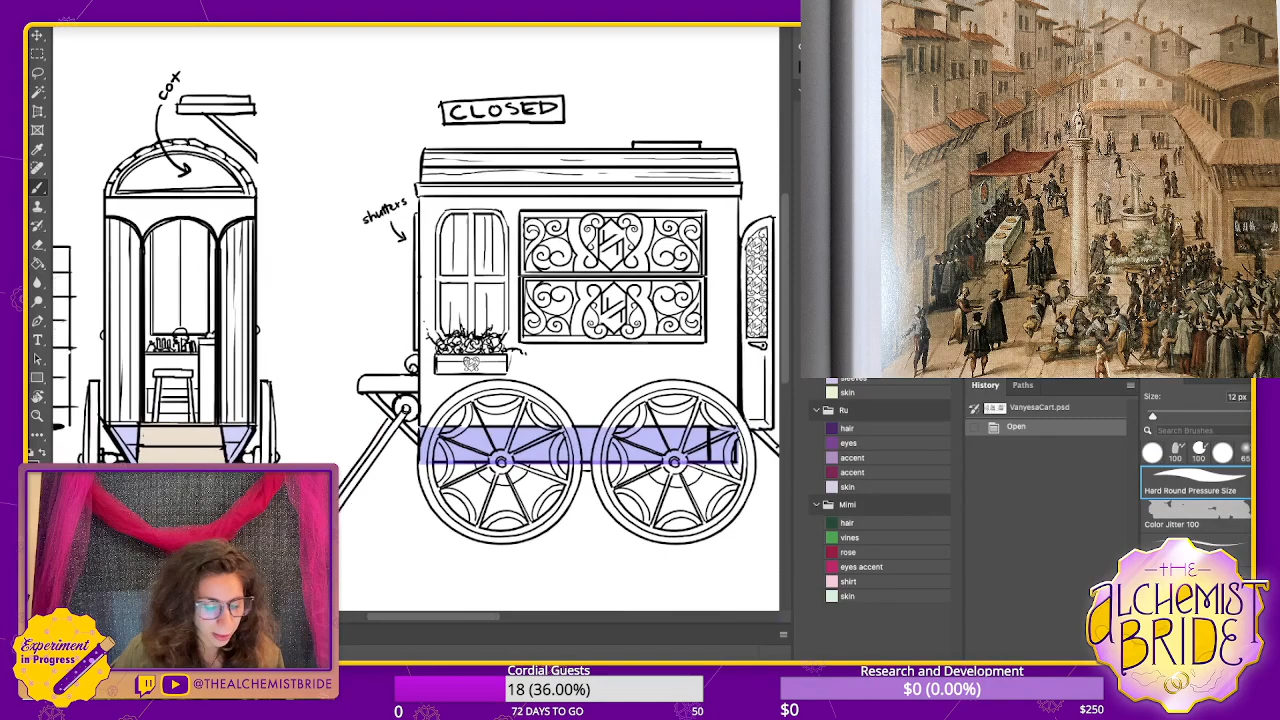 cot
CLOSED
shutters
sleeves
skin
Ru
hair
eyes
accent
accent
skin
Mimi
hair
vines
rose
eyes accent
shirt
skin
History
Paths
VanyesaCart.psd
Open
Size:
12 px
Search Brushes
100
100
65
Hard Round Pressure Size
Color Jitter 100
THE
ALCHEMIST
BRIDE
Experiment
in Progress
@THEALCHEMISTBRIDE
Cordial Guests
18 (36.00%)
0
72 DAYS TO GO
50
Research and Development
$0 (0.00%)
$0
$250